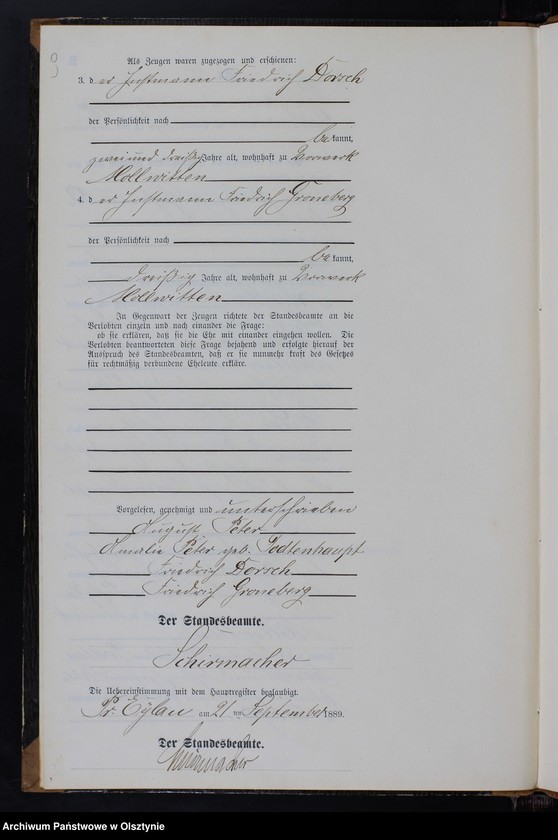 9
Als Zeugen waren zugezogen und erschienen:
3. der Instmann Friedrich Dorsch
der Persönlichkeit nach
bekannt,
zweiunddreißig Jahre alt, wohnhaft zu Vorwerk
Mollwitten
4. der Instmann Friedrich Groneberg
der Persönlichkeit nach
bekannt,
dreißig Jahre alt, wohnhaft zu Vorwerk
Mollwitten
In Gegenwart der Zeugen richtete der Standesbeamte an die
Verlobten einzeln und nach einander die Frage:
ob sie erklären, daß sie die Ehe mit einander eingehen wollen. Die
Verlobten beantworteten diese Frage bejahend und erfolgte hierauf der
Ausspruch des Standesbeamten, daß er sie nunmehr kraft des Gesetzes
für rechtmäßig verbundene Eheleute erkläre.
Vorgelesen, genehmigt und unterschrieben
August Peter
Amalie Peter geb. Godtenhaupt
Friedrich Dorsch
Friedrich Groneberg
Der Standesbeamte.
Schirmacher
Die Uebereinstimmung mit dem Hauptregister beglaubigt.
Pr. Eylau am 21 ten September 1889.
Der Standesbeamte.
Schirmacher
Archiwum Państwowe w Olsztynie